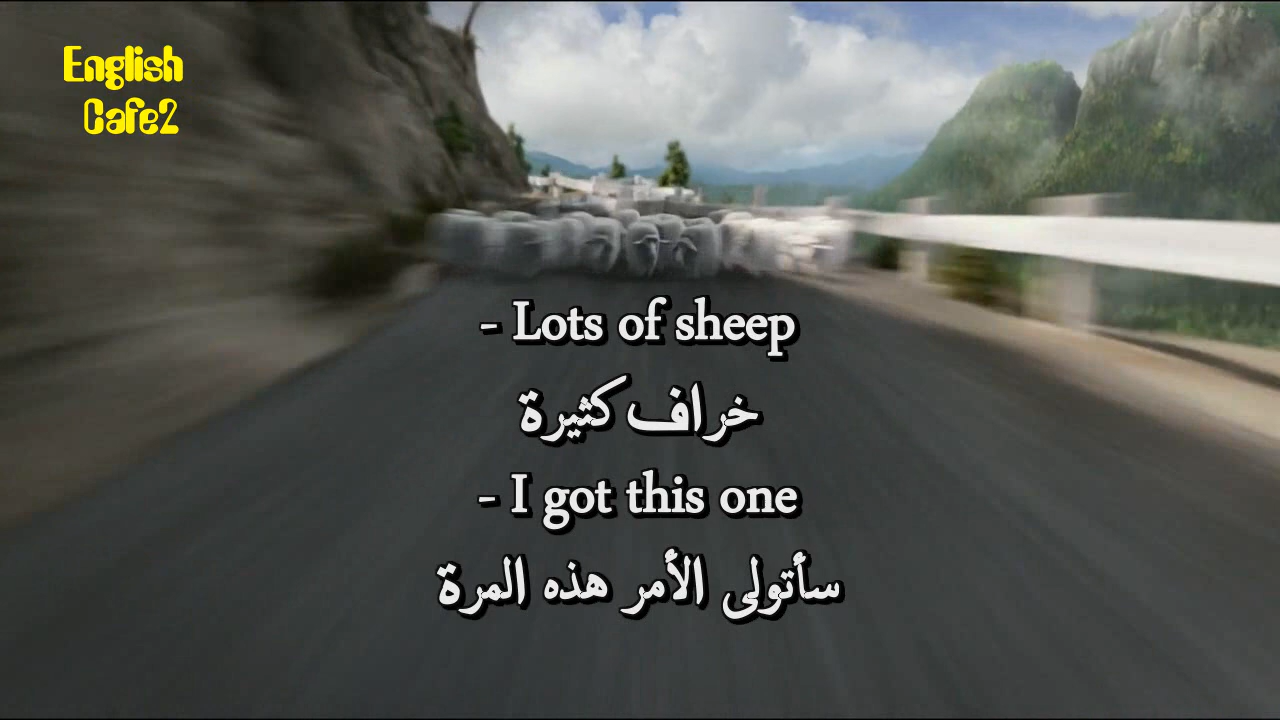 English
Cafe2
- Lots of sheep
خراف كثيرة
- I got this one
سأتولى الأمر هذه المرة